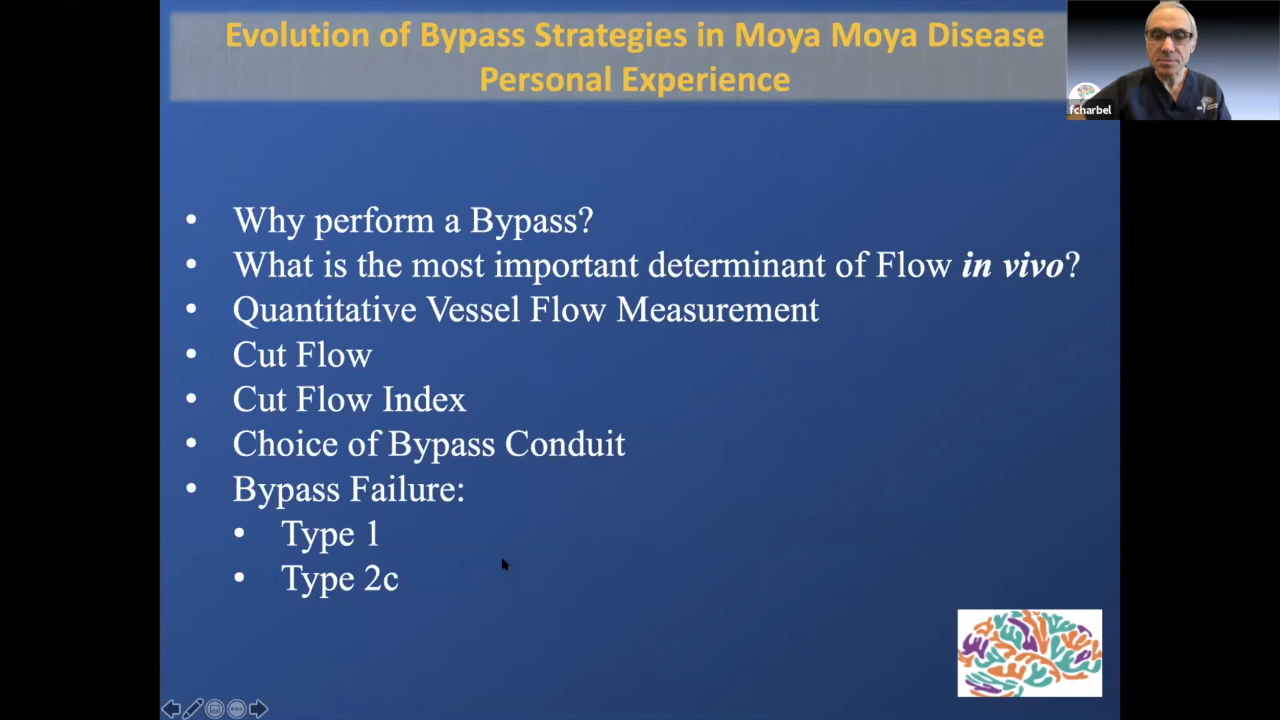 Evolution of Bypass Strategies in Moya Moya Disease
Personal Experience
fcharbel
• Why perform a Bypass?
• What is the most important determinant of Flow in vivo?
• Quantitative Vessel Flow Measurement
• Cut Flow
• Cut Flow Index
• Choice of Bypass Conduit
• Bypass Failure:
• Type 1
• Type 2c